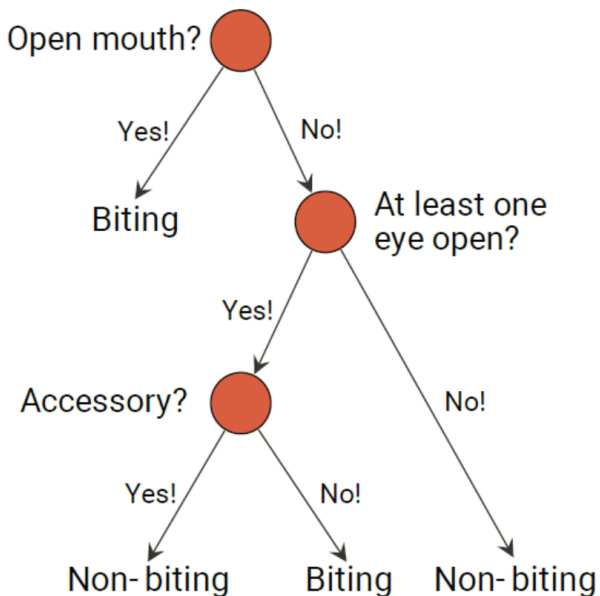 Open mouth?
Yes!
No!
Biting
At least one
eye open?
Yes!
No!
Accessory?
Yes!
No!
Non- biting
Biting
Non- biting